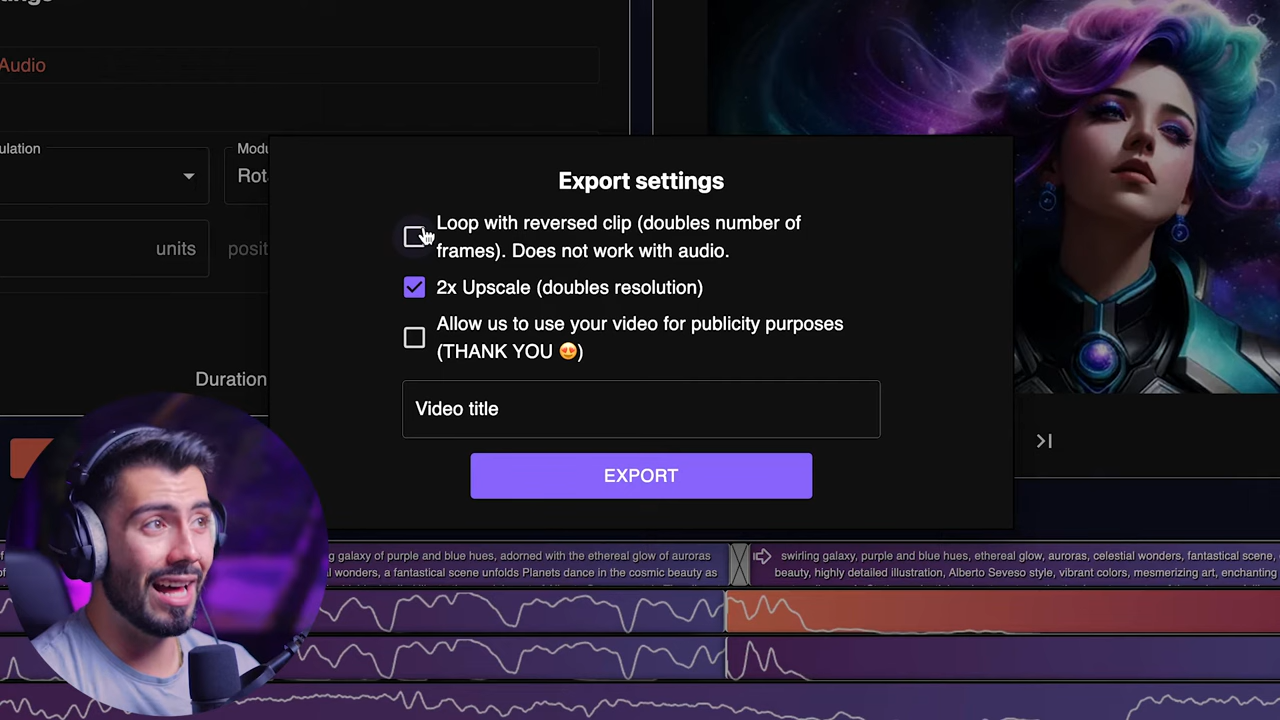 Audio
ulation
Modu
Rot
units
posit
Duration
Export settings
Loop with reversed clip (doubles number of
frames). Does not work with audio.
2x Upscale (doubles resolution)
Allow us to use your video for publicity purposes
(THANK YOU 😍)
Video title
EXPORT
ng galaxy of purple and blue hues, adorned with the ethereal glow of auroras
l wonders, a fantastical scene unfolds Planets dance in the cosmic beauty as
swirling galaxy, purple and blue hues, ethereal glow, auroras, celestial wonders, fantastical scene,
beauty, highly detailed illustration, Alberto Seveso style, vibrant colors, mesmerizing art, enchanting